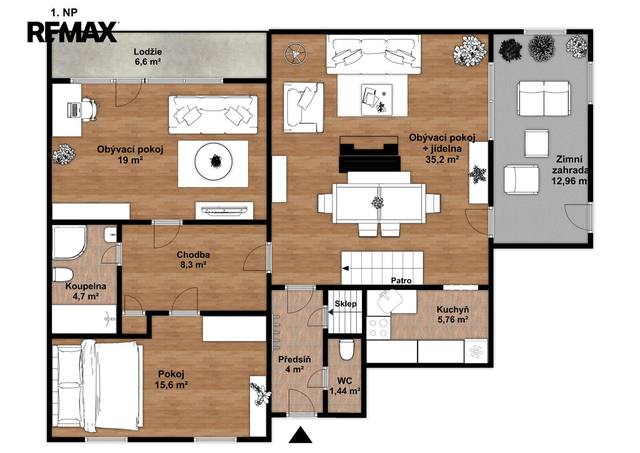 1. NP
RE/MAX
Lodžie
6,6 m²
Obývací pokoj
19 m²
Obývací pokoj
+ jídelna
35,2 m²
Zimní
zahrada
12,96 m²
Chodba
8,3 m²
Koupelna
4,7 m²
Patro
Sklep
Kuchyň
5,76 m²
Předsíň
4 m²
Pokoj
15,6 m²
WC
1,44 m²